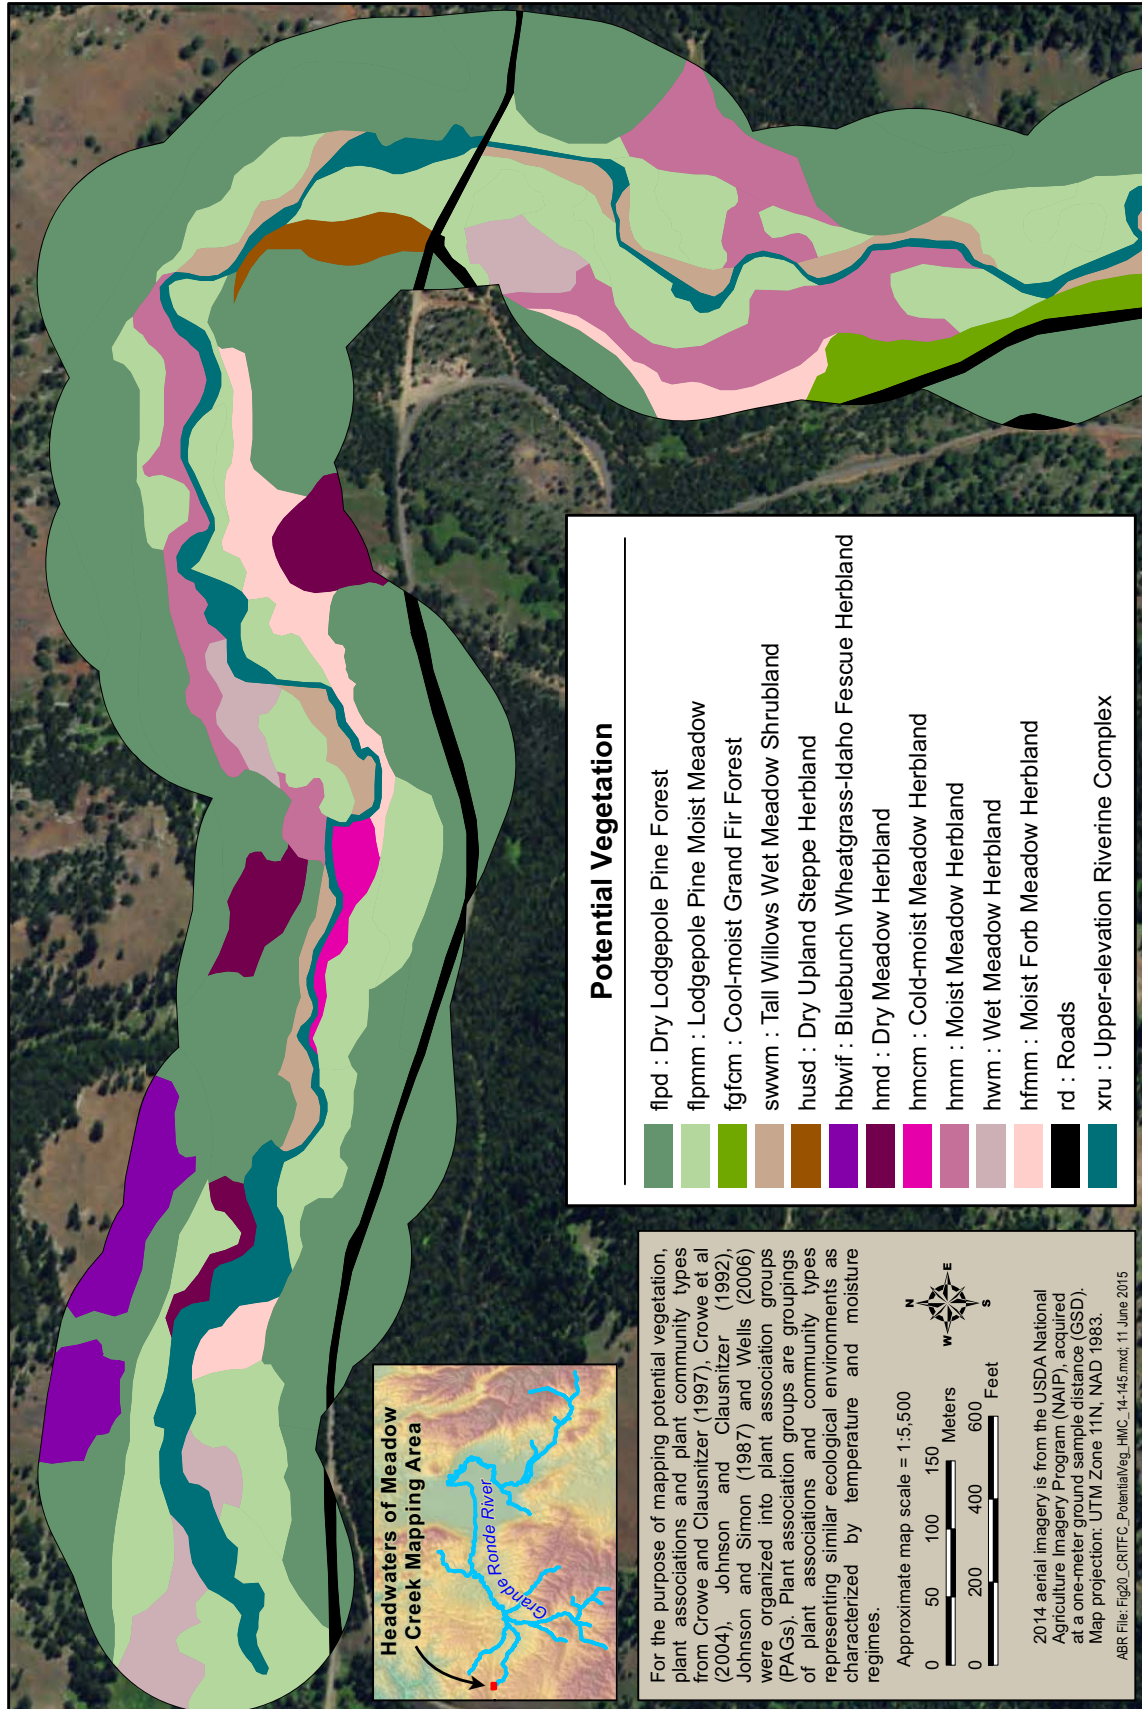 Potential Vegetation
flpd : Dry Lodgepole Pine Forest
flpmm : Lodgepole Pine Moist Meadow
fgfcm : Cool-moist Grand Fir Forest
swwm : Tall Willows Wet Meadow Shrubland
husd : Dry Upland Steppe Herbland
hbwif : Bluebunch Wheatgrass-Idaho Fescue Herbland
hmd : Dry Meadow Herbland
hmcm : Cold-moist Meadow Herbland
hmm : Moist Meadow Herbland
hwm : Wet Meadow Herbland
hfmm : Moist Forb Meadow Herbland
rd : Roads
xru : Upper-elevation Riverine Complex
Headwaters of Meadow
Creek Mapping Area
Grande Ronde River
For the purpose of mapping potential vegetation,
plant associations and plant community types
from Crowe and Clausnitzer (1997), Crowe et al
(2004), Johnson and Clausnitzer (1992),
Johnson and Simon (1987) and Wells (2006)
were organized into plant association groups
(PAGs). Plant association groups are groupings
of plant associations and community types
representing similar ecological environments as
characterized by temperature and moisture
regimes.
Approximate map scale = 1:5,500
0 50 100 150
Meters
0 200 400 600
Feet
N
W E
S
2014 aerial imagery is from the USDA National
Agriculture Imagery Program (NAIP), acquired
at a one-meter ground sample distance (GSD).
Map projection: UTM Zone 11N, NAD 1983.
ABR File: Fig20_CRITFC_PotentialVeg_HMC_14-145.mxd; 11 June 2015